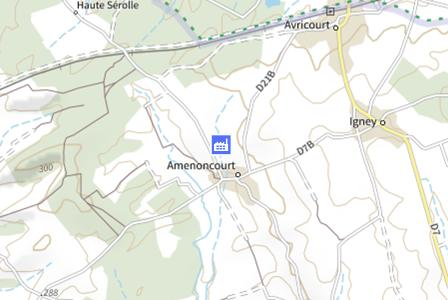 Haute Sérolle
Avricourt
D21B
Igney
D7B
Amenoncourt
300
D7
288